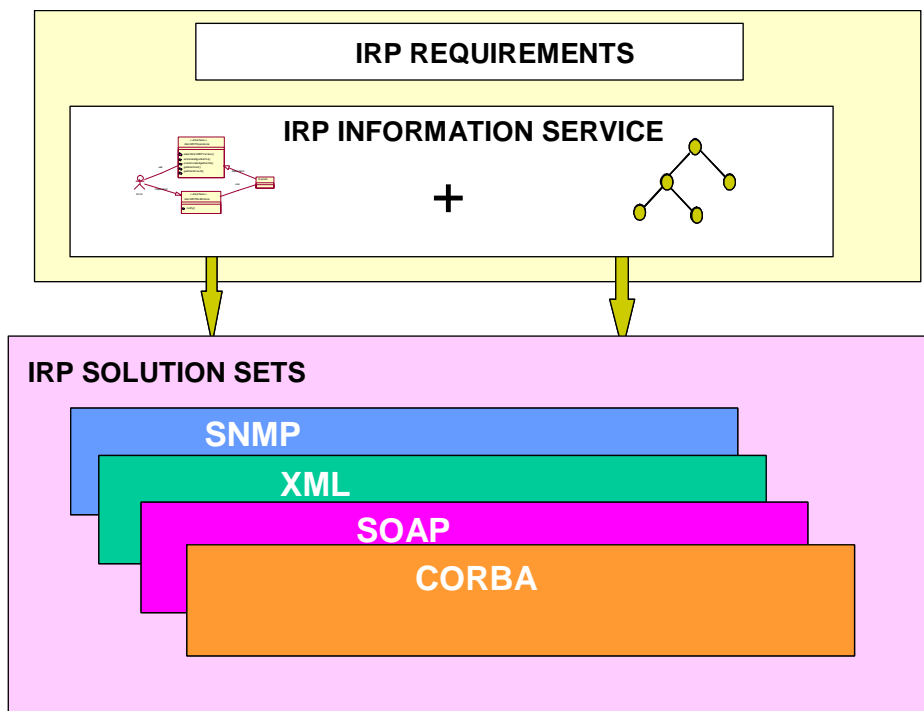 IRP REQUIREMENTS
IRP INFORMATION SERVICE
+
IRP SOLUTION SETS
SNMP
XML
SOAP
CORBA